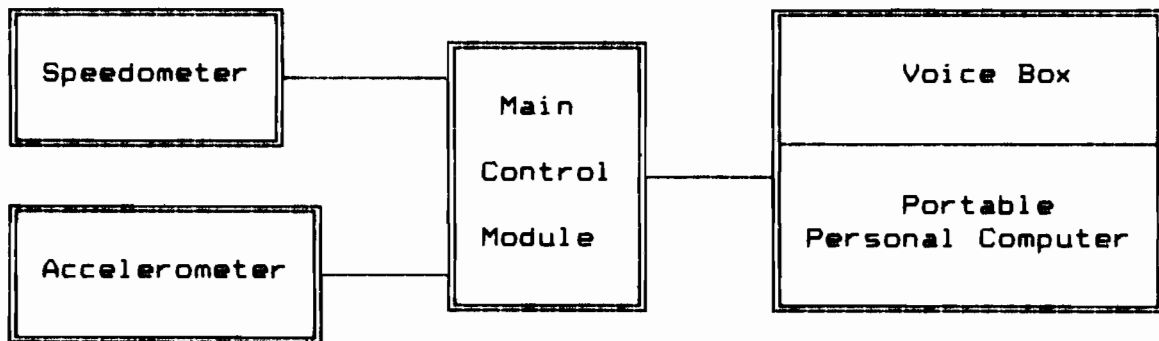 Speedometer
Accelerometer
Main
Control
Module
Voice Box
Portable
Personal Computer